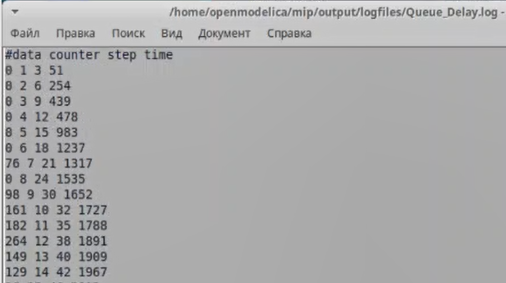 /home/openmodelica/mip/output/logfiles/Queue_Delay.log -
Файл Правка Поиск Вид Документ Справка
#data counter step time
0 1 3 51
0 2 6 254
0 3 9 439
0 4 12 478
0 5 15 983
0 6 18 1237
76 7 21 1317
0 8 24 1535
98 9 30 1652
161 10 32 1727
182 11 35 1788
264 12 38 1891
149 13 40 1909
129 14 42 1967